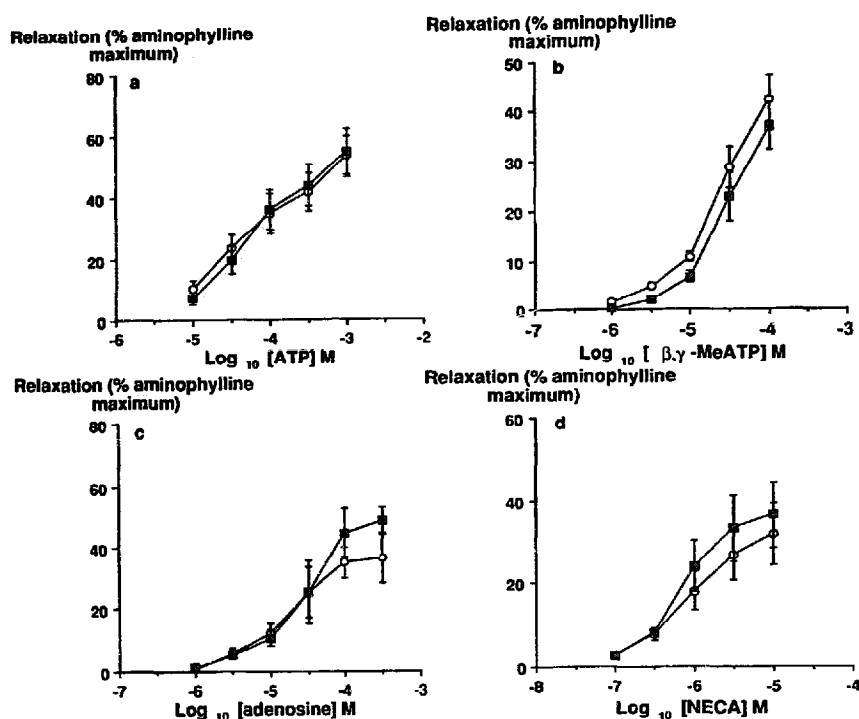 Relaxation (% aminophylline
maximum)
a
80
60
40
20
0
-6
-5
-4
-3
-2
Log 10 [ATP] M
Relaxation (% aminophylline
maximum)
b
50
40
30
20
10
0
-7
-6
-5
-4
-3
Log 10 [ β.γ -MeATP] M
Relaxation (% aminophylline
maximum)
c
80
60
40
20
0
-7
-6
-5
-4
-3
Log 10 [adenosine] M
Relaxation (% aminophylline
maximum)
d
60
40
20
0
-8
-7
-6
-5
-4
Log 10 [NECA] M